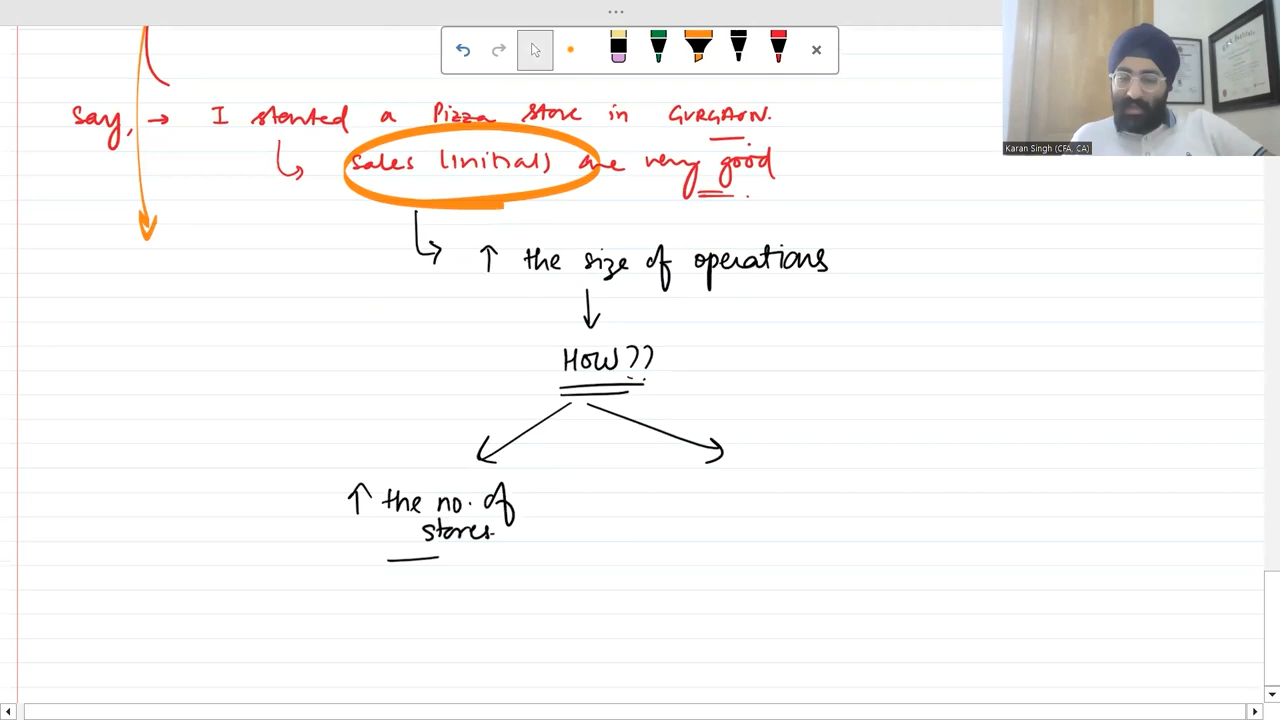 Karan Singh (CFA, CA)
Say, → I started a Pizza store in GURGAON.
sales (initial) are very good
↑ the size of operations
HOW??
↑ the no. of
stores.